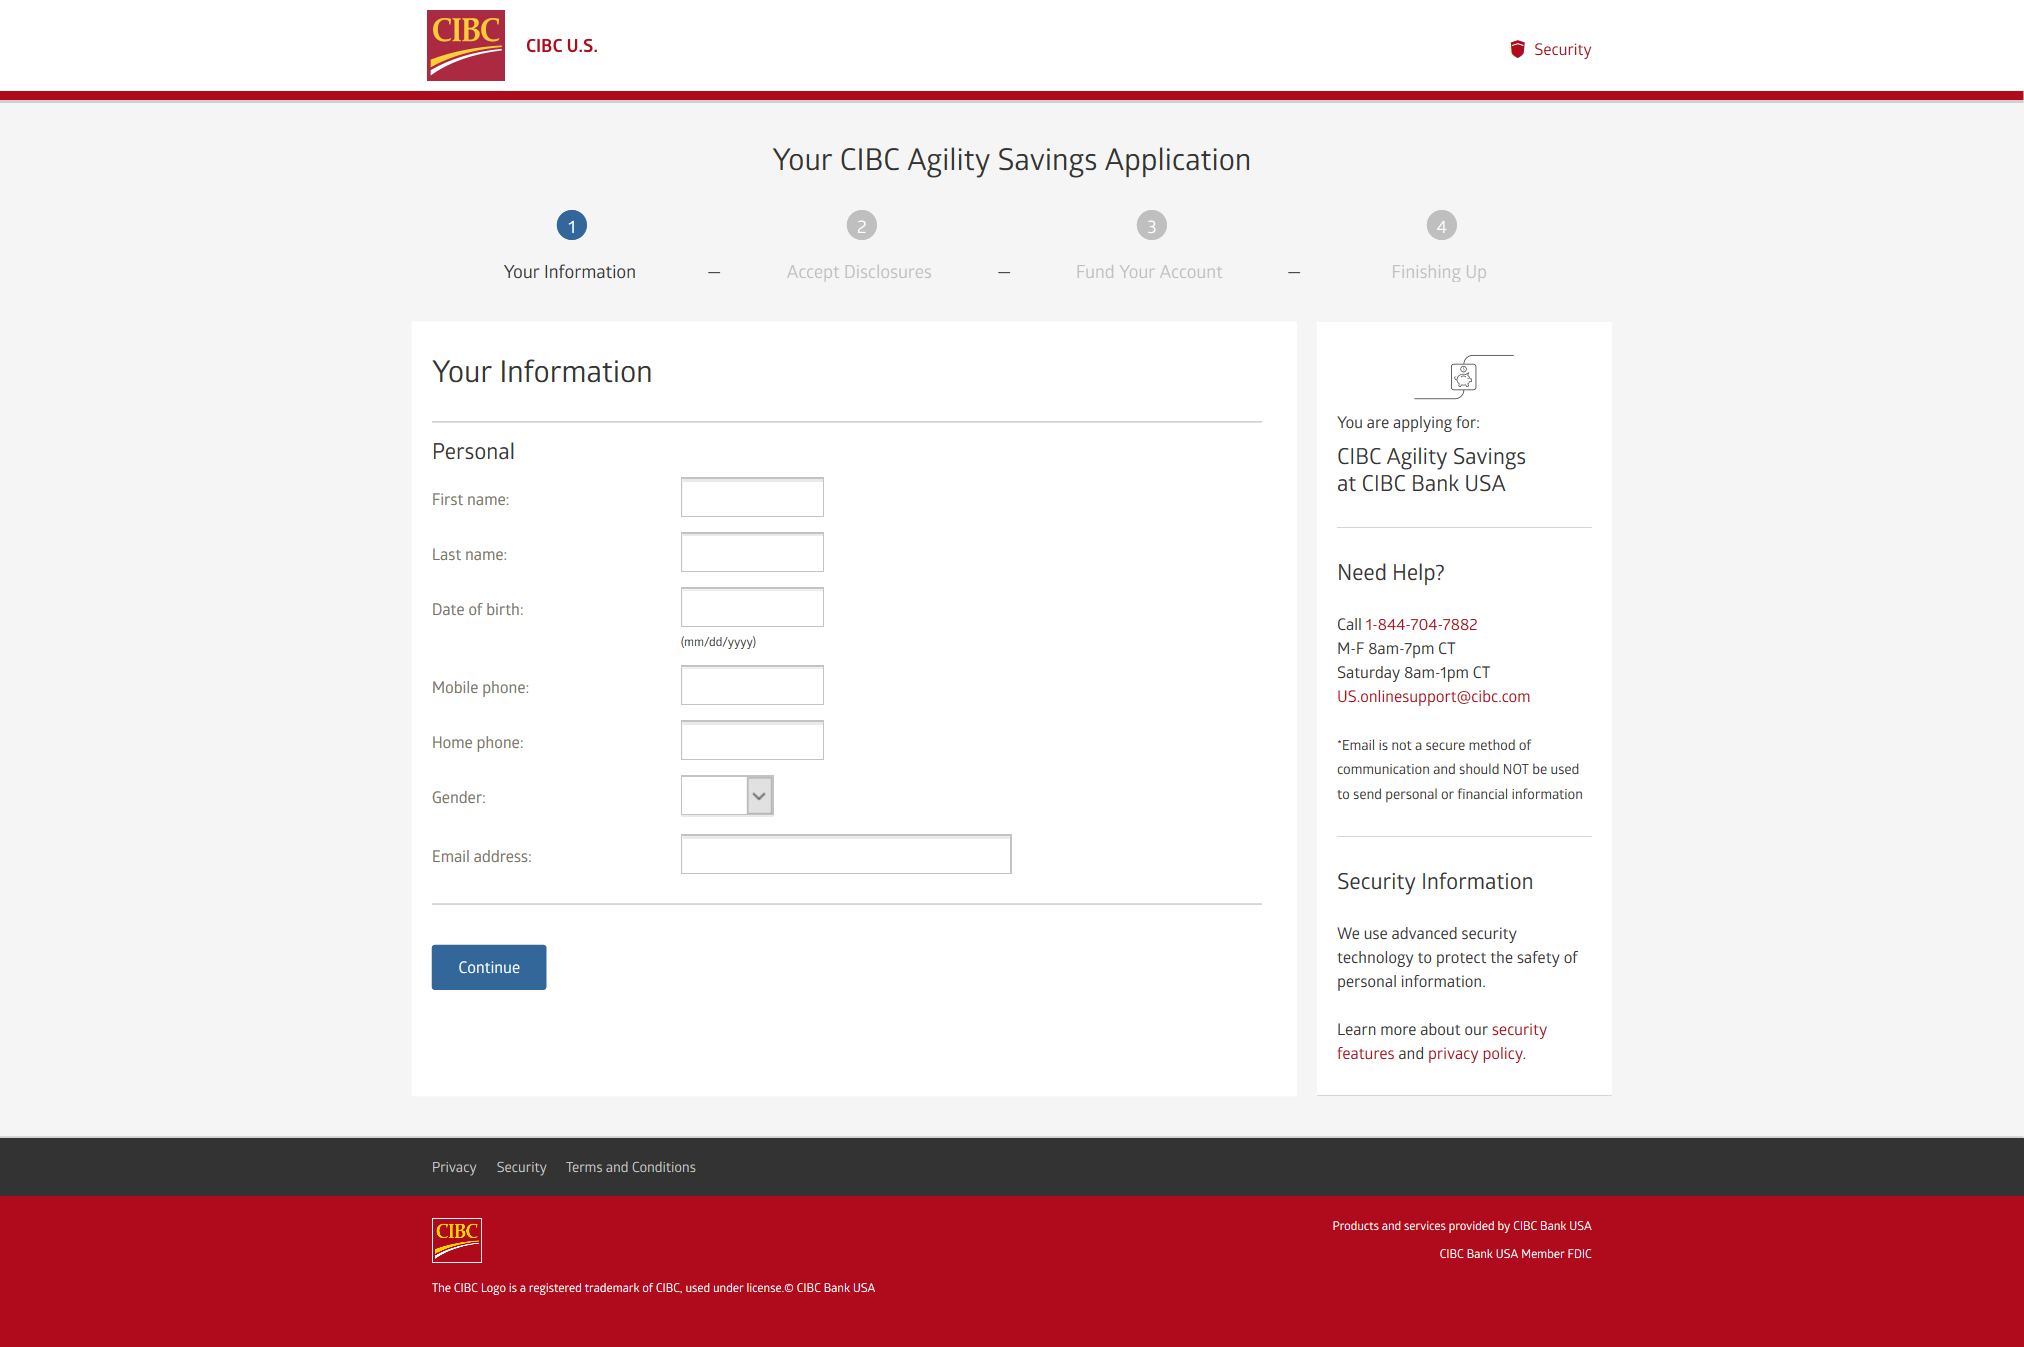 CIBC
CIBC U.S.
Security
Your CIBC Agility Savings Application
1
2
3
4
Your Information
–
Accept Disclosures
–
Fund Your Account
–
Finishing Up
Your Information
Personal
First name:
Last name:
Date of birth:
(mm/dd/yyyy)
Mobile phone:
Home phone:
Gender:
Email address:
Continue
You are applying for:
CIBC Agility Savings
at CIBC Bank USA
Need Help?
Call 1-844-704-7882
M-F 8am-7pm CT
Saturday 8am-1pm CT
US.onlinesupport@cibc.com
*Email is not a secure method of
communication and should NOT be used
to send personal or financial information
Security Information
We use advanced security
technology to protect the safety of
personal information.
Learn more about our security
features and privacy policy.
Privacy
Security
Terms and Conditions
CIBC
The CIBC Logo is a registered trademark of CIBC, used under license.© CIBC Bank USA
Products and services provided by CIBC Bank USA
CIBC Bank USA Member FDIC